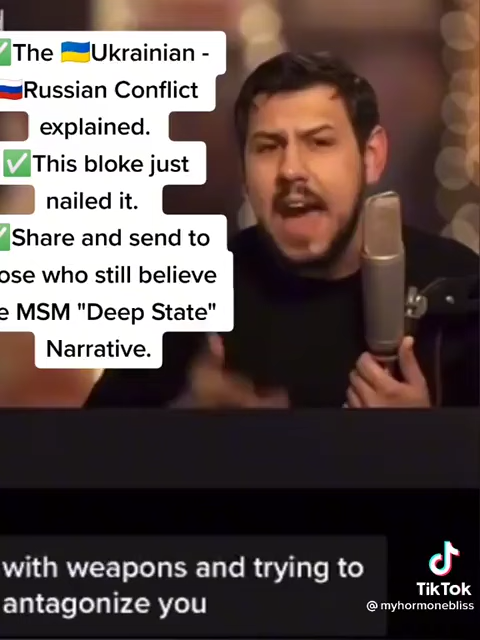 ✅The 🇺🇦Ukrainian -
🇷🇺Russian Conflict
explained.
✅This bloke just
nailed it.
✅Share and send to
ose who still believe
e MSM "Deep State"
Narrative.
with weapons and trying to
antagonize you
TikTok
@myhormonebliss